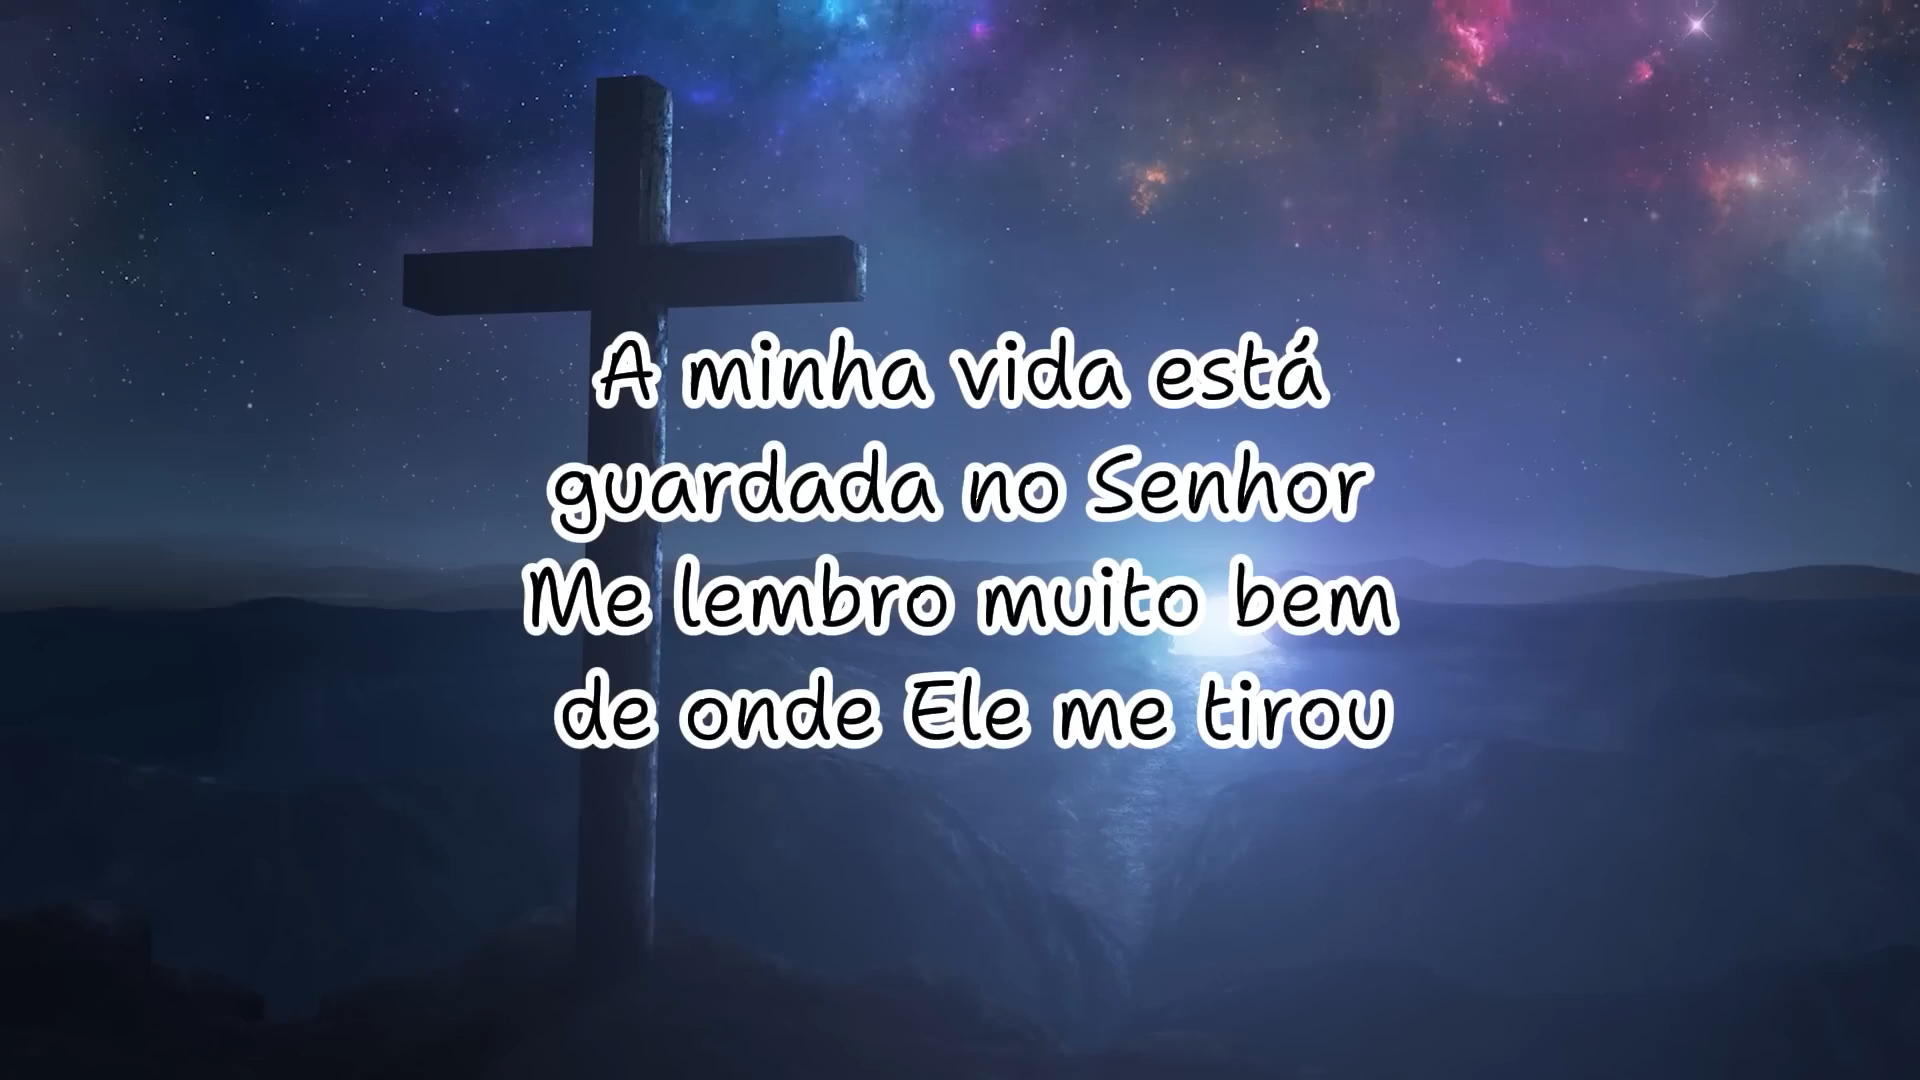 A minha vida está
guardada no Senhor
Me lembro muito bem
de onde Ele me tirou